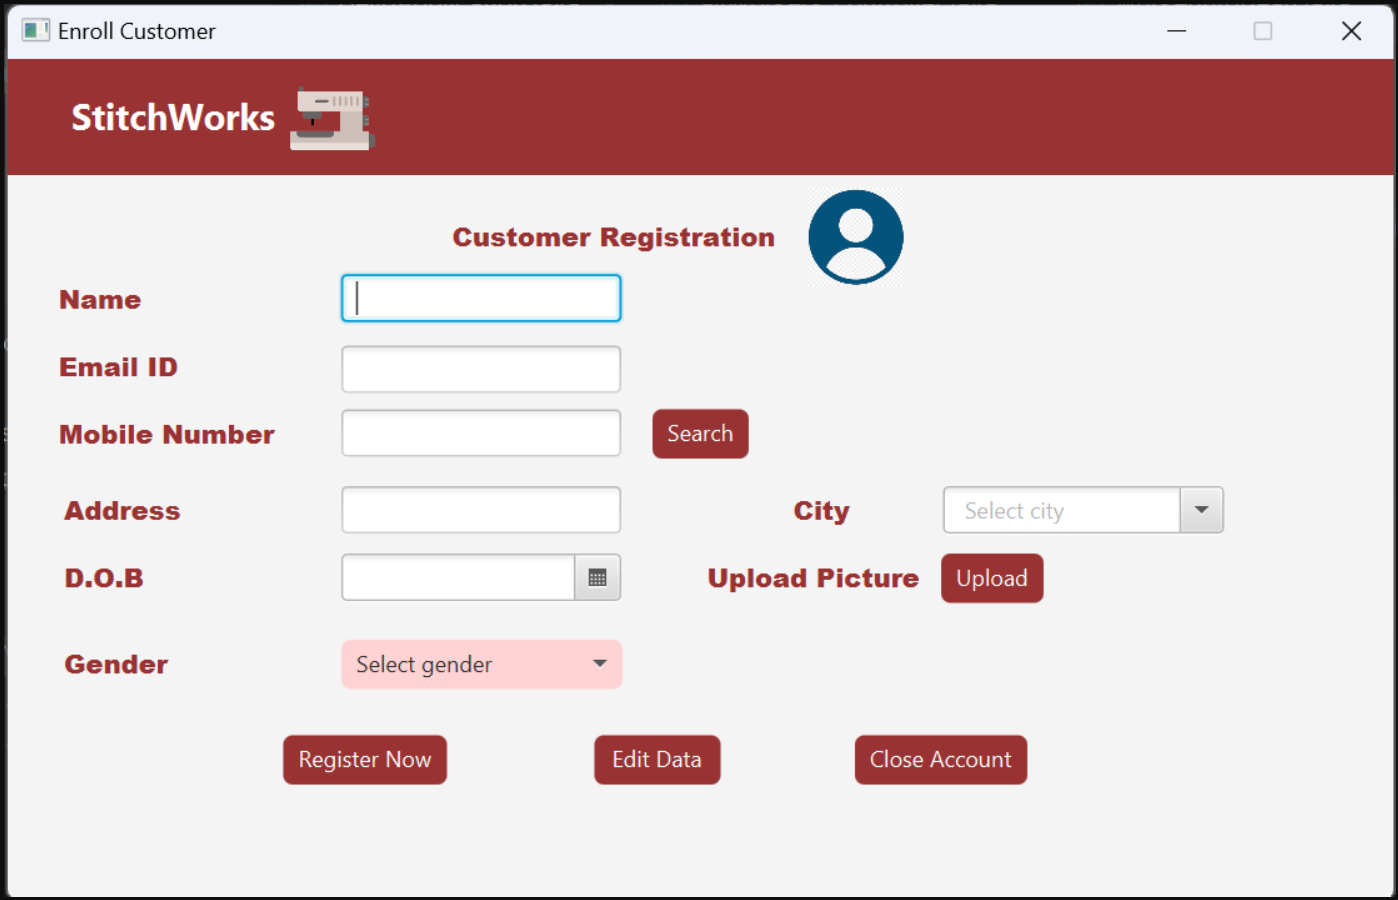 Enroll Customer
StitchWorks
Customer Registration
Name
Email ID
Mobile Number
Search
Address
City
Select city
D.O.B
Upload Picture
Upload
Gender
Select gender
Register Now
Edit Data
Close Account